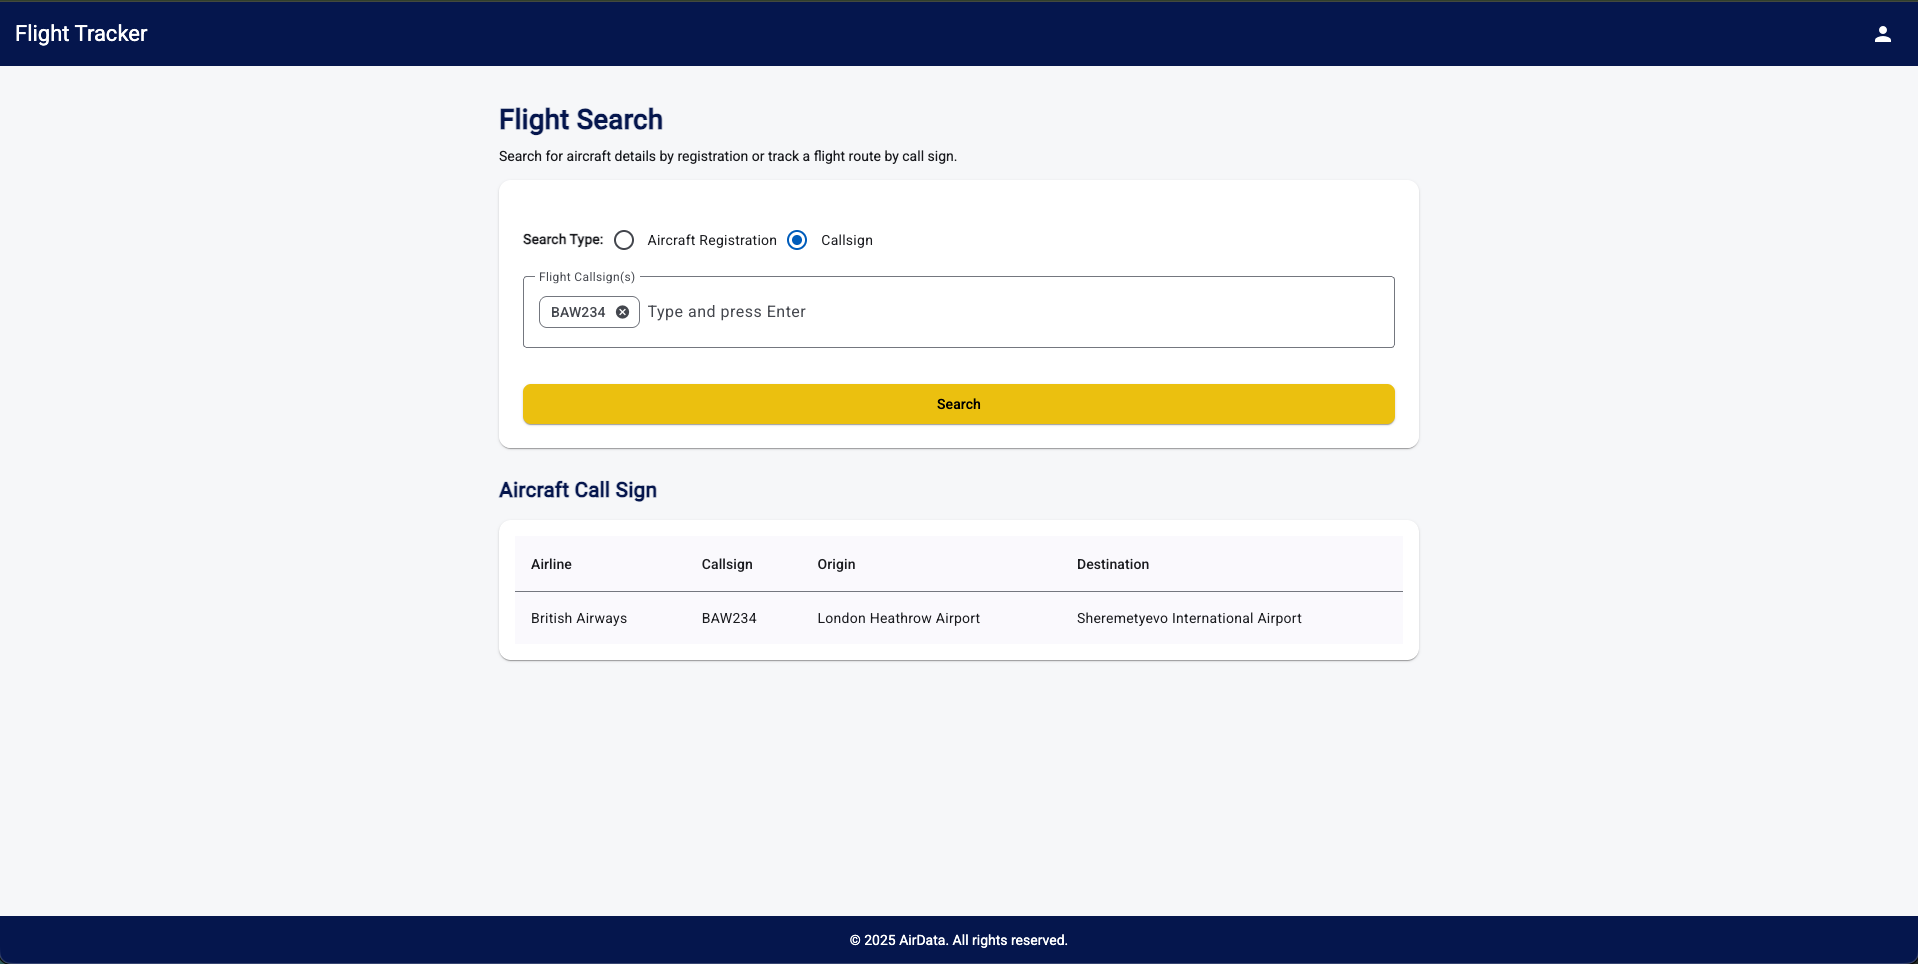 Flight Tracker
Flight Search
Search for aircraft details by registration or track a flight route by call sign.
Search Type: Aircraft Registration Callsign
Flight Callsign(s)
BAW234 Type and press Enter
Search
Aircraft Call Sign
Airline Callsign Origin Destination
British Airways BAW234 London Heathrow Airport Sheremetyevo International Airport
© 2025 AirData. All rights reserved.